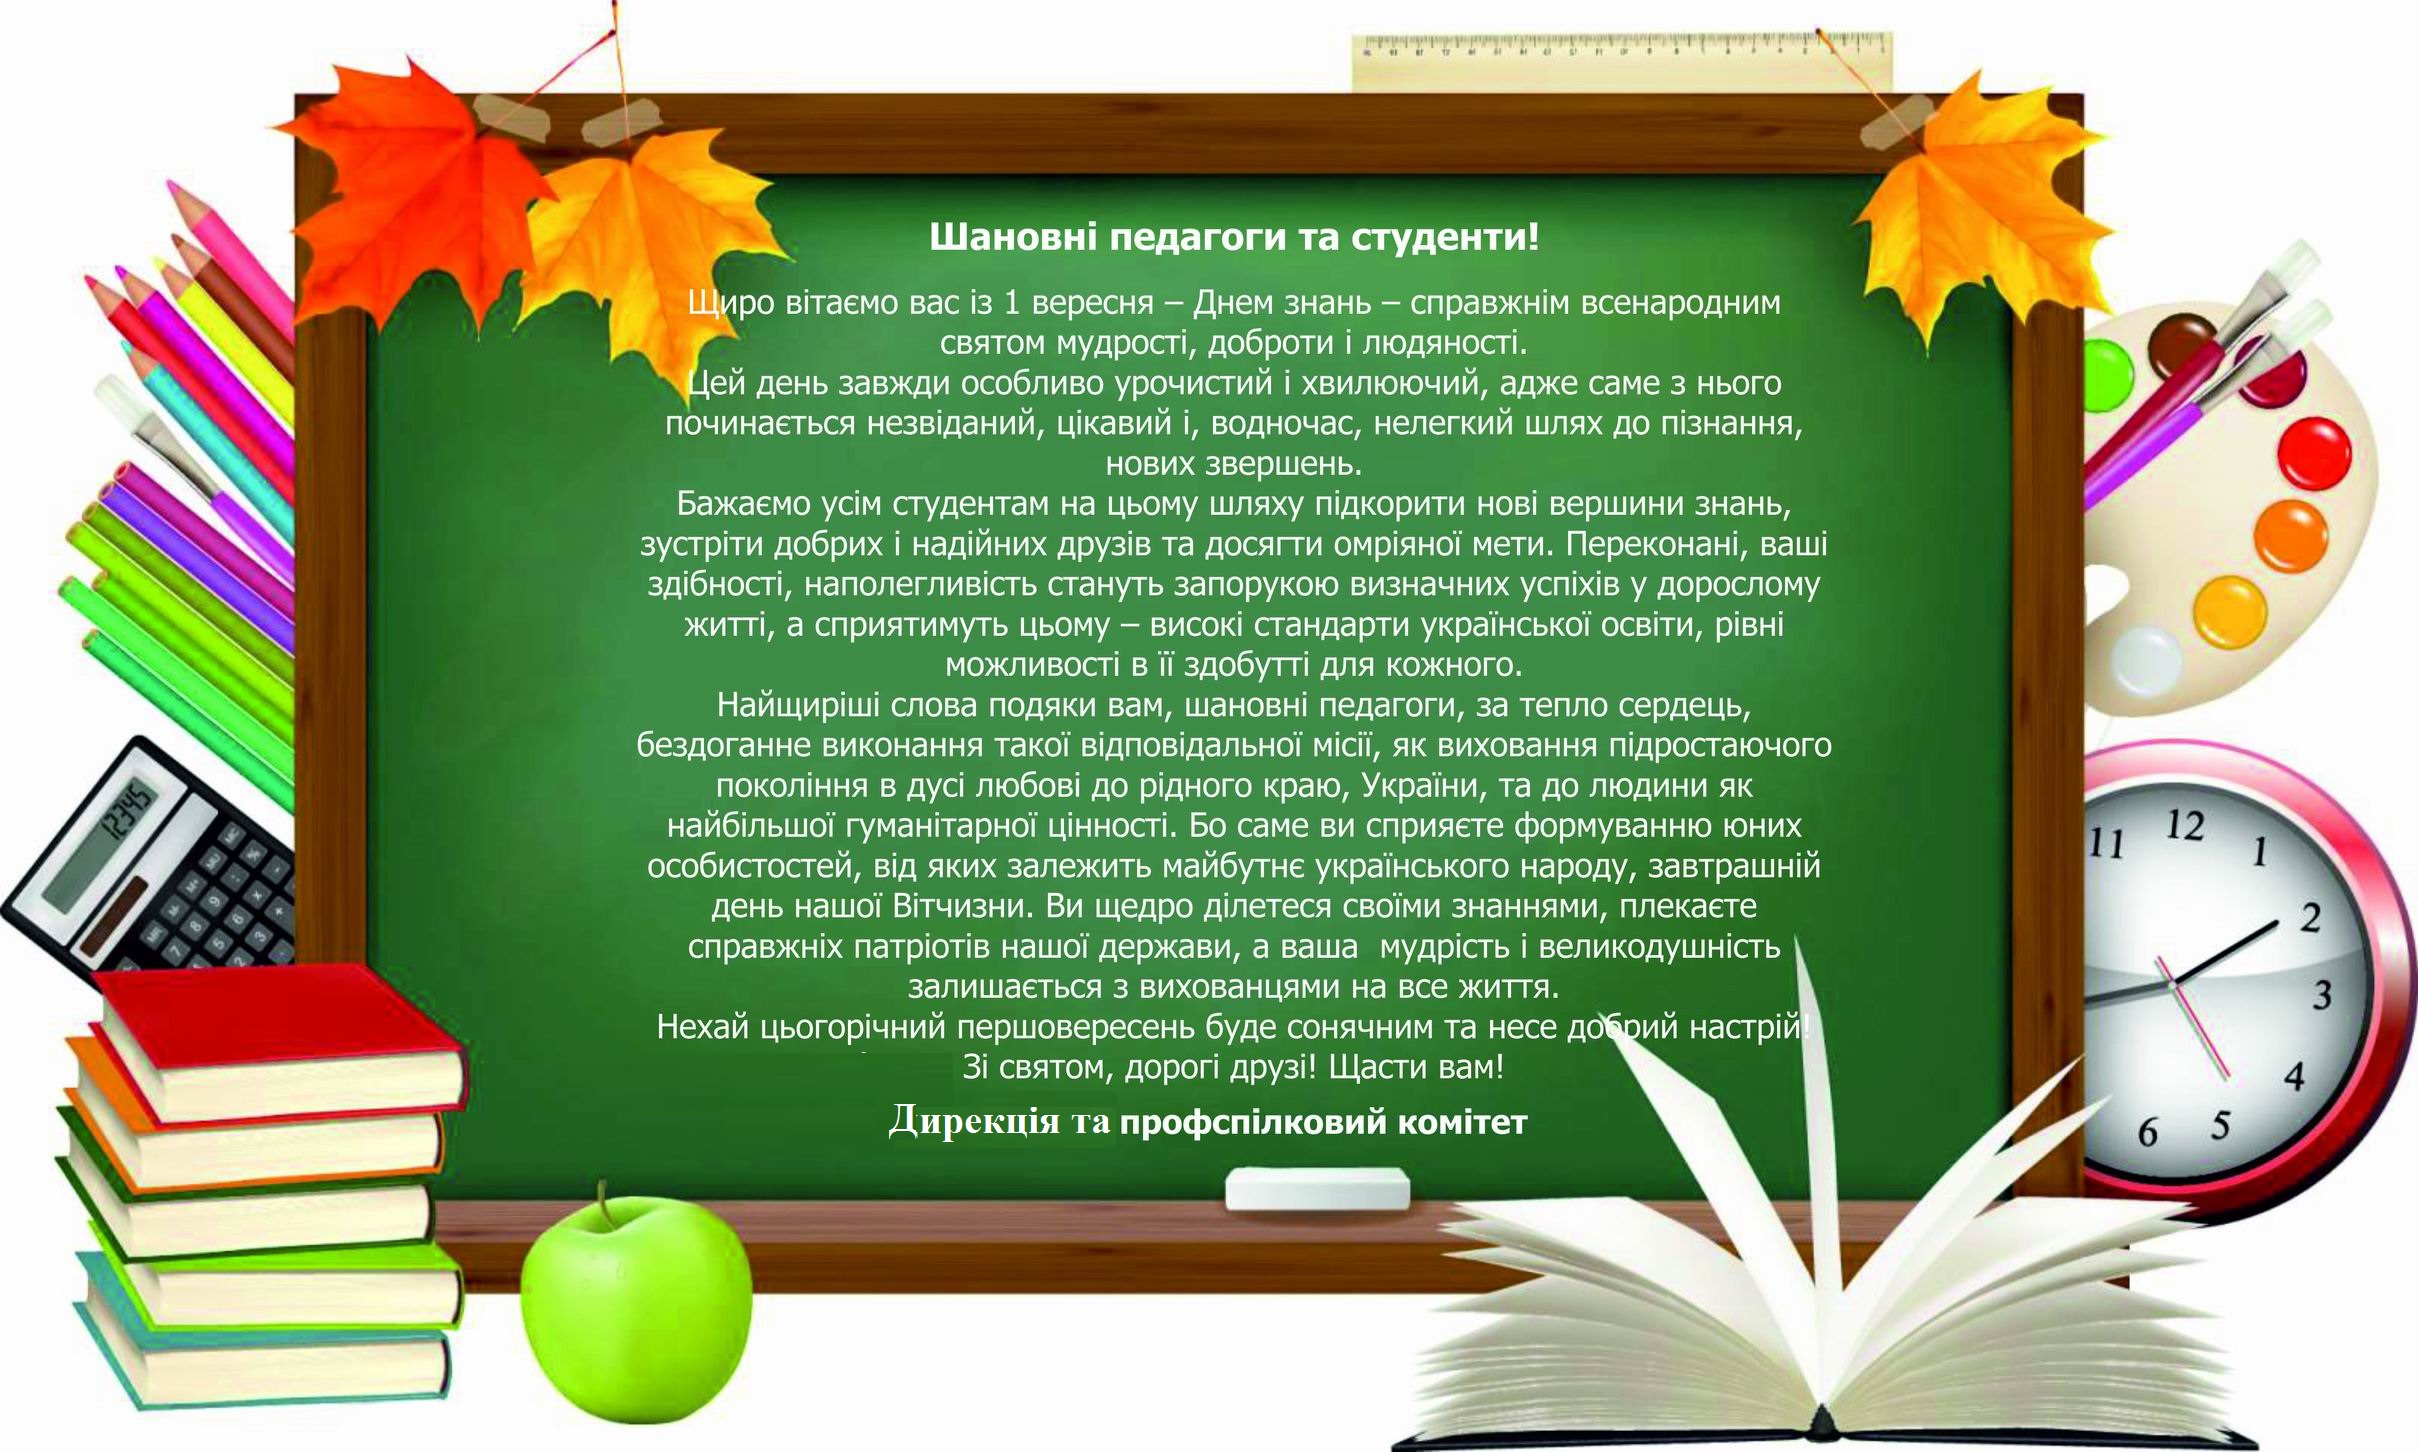 Шановні педагоги та студенти!
Щиро вітаємо вас із 1 вересня – Днем знань – справжнім всенародним
святом мудрості, доброти і людяності.
Цей день завжди особливо урочистий і хвилюючий, адже саме з нього
починається незвіданий, цікавий і, водночас, нелегкий шлях до пізнання,
нових звершень.
Бажаємо усім студентам на цьому шляху підкорити нові вершини знань,
зустріти добрих і надійних друзів та досягти омріяної мети. Переконані, ваші
здібності, наполегливість стануть запорукою визначних успіхів у дорослому
житті, а сприятимуть цьому – високі стандарти української освіти, рівні
можливості в її здобутті для кожного.
Найщиріші слова подяки вам, шановні педагоги, за тепло сердець,
бездоганне виконання такої відповідальної місії, як виховання підростаючого
покоління в дусі любові до рідного краю, України, та до людини як
найбільшої гуманітарної цінності. Бо саме ви сприяєте формуванню юних
особистостей, від яких залежить майбутнє українського народу, завтрашній
день нашої Вітчизни. Ви щедро ділетеся своїми знаннями, плекаєте
справжніх патріотів нашої держави, а ваша  мудрість і великодушність
залишається з вихованцями на все життя.
Нехай цьогорічний першовересень буде сонячним та несе добрий настрій!
Зі святом, дорогі друзі! Щасти вам!
Дирекція та профспілковий комітет
12345
11 12 1
2
3
4
5
6